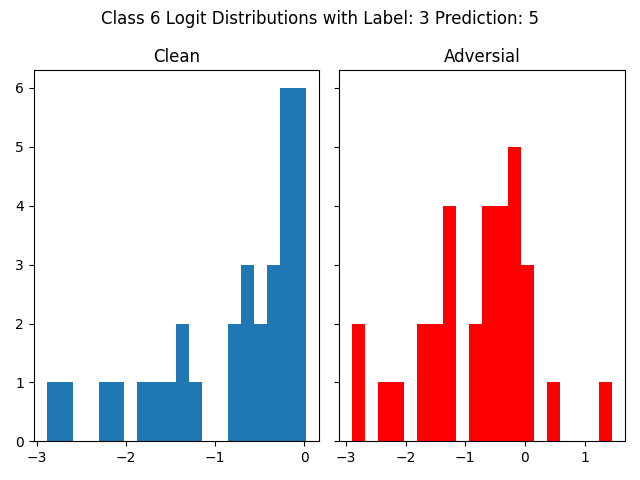 Class 6 Logit Distributions with Label: 3 Prediction: 5
Clean
Adversial
6
5
4
3
2
1
0
−3 −2 −1 0
−3 −2 −1 0 1